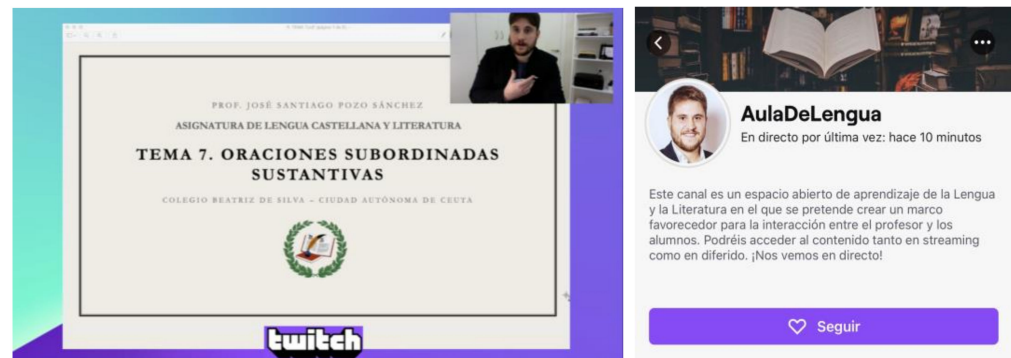 PROF. JOSÉ SANTIAGO POZO SÁNCHEZ
ASIGNATURA DE LENGUA CASTELLANA Y LITERATURA
TEMA 7. ORACIONES SUBORDINADAS
SUSTANTIVAS
COLEGIO BEATRIZ DE SILVA – CIUDAD AUTÓNOMA DE CEUTA
twitch
AulaDeLengua
En directo por última vez: hace 10 minutos
Este canal es un espacio abierto de aprendizaje de la Lengua
y la Literatura en el que se pretende crear un marco
favorecedor para la interacción entre el profesor y los
alumnos. Podréis acceder al contenido tanto en streaming
como en diferido. ¡Nos vemos en directo!
Seguir